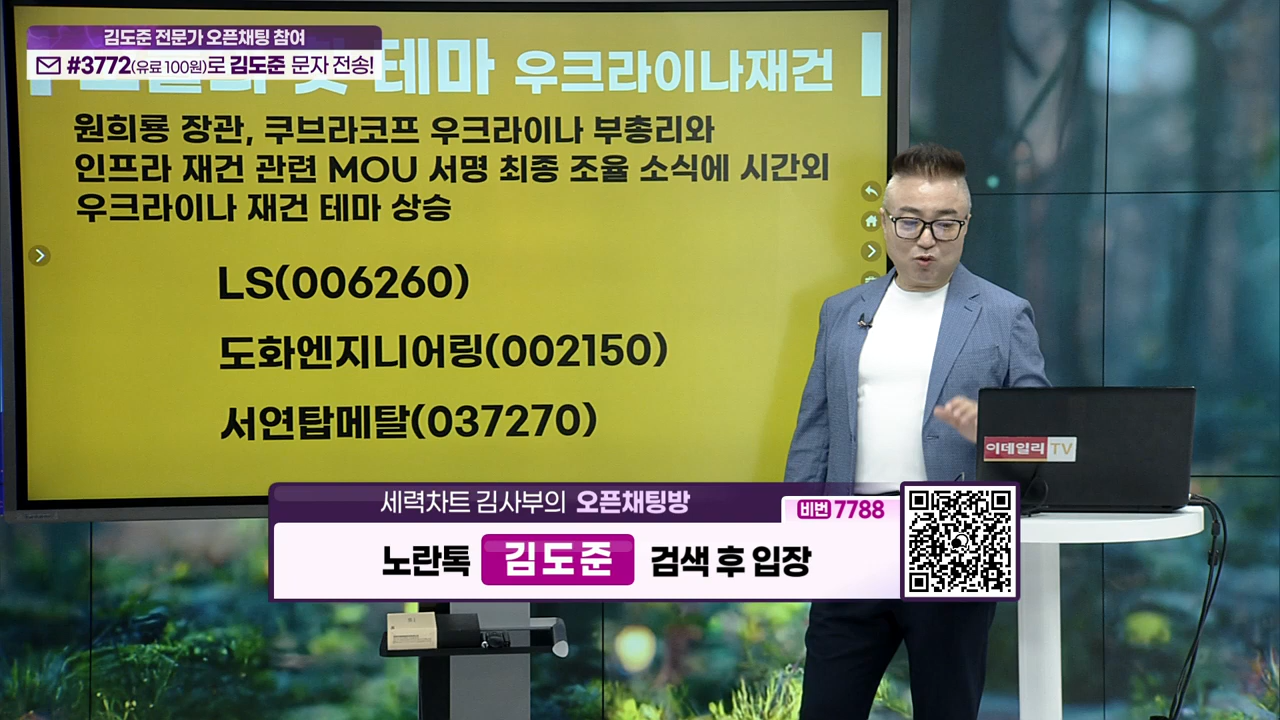 김도준 전문가 오픈채팅 참여
#3772(유료 100원)로 김도준 문자 전송!
테마 우크라이나재건
원희룡 장관, 쿠브라코프 우크라이나 부총리와
인프라 재건 관련 MOU 서명 최종 조율 소식에 시간외
우크라이나 재건 테마 상승
LS(006260)
도화엔지니어링(002150)
서연탑메탈(037270)
이데일리TV
세력차트 김사부의 오픈채팅방
비번 7788
노란톡 김도준 검색 후 입장